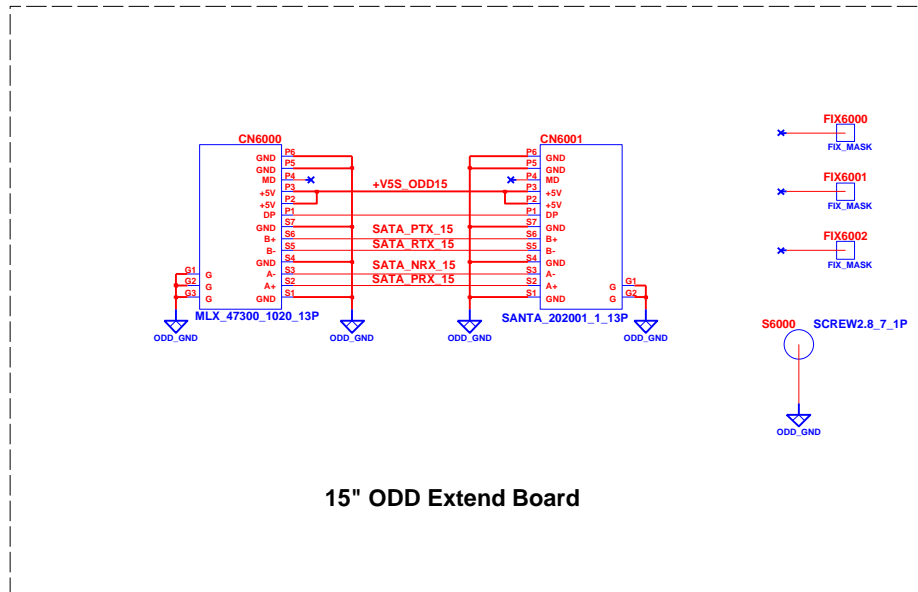 CN6000
P6
GND
P5
GND
P4
MD
P3
+5V
P2
+5V
P1
DP
S7
GND
S6
B+
S5
B-
S4
GND
S3
A-
S2
A+
S1
GND
G1
G
G2
G
G3
G
MLX_47300_1020_13P
ODD_GND
ODD_GND
+V5S_ODD15
SATA_PTX_15
SATA_RTX_15
SATA_NRX_15
SATA_PRX_15
CN6001
P6
GND
P5
GND
P4
MD
P3
+5V
P2
+5V
P1
DP
S7
GND
S6
B+
S5
B-
S4
GND
S3
A-
S2
A+
S1
GND
G1
G
G2
G
SANTA_202001_1_13P
ODD_GND
ODD_GND
FIX6000
FIX_MASK
FIX6001
FIX_MASK
FIX6002
FIX_MASK
S6000 SCREW2.8_7_1P
ODD_GND
15" ODD Extend Board